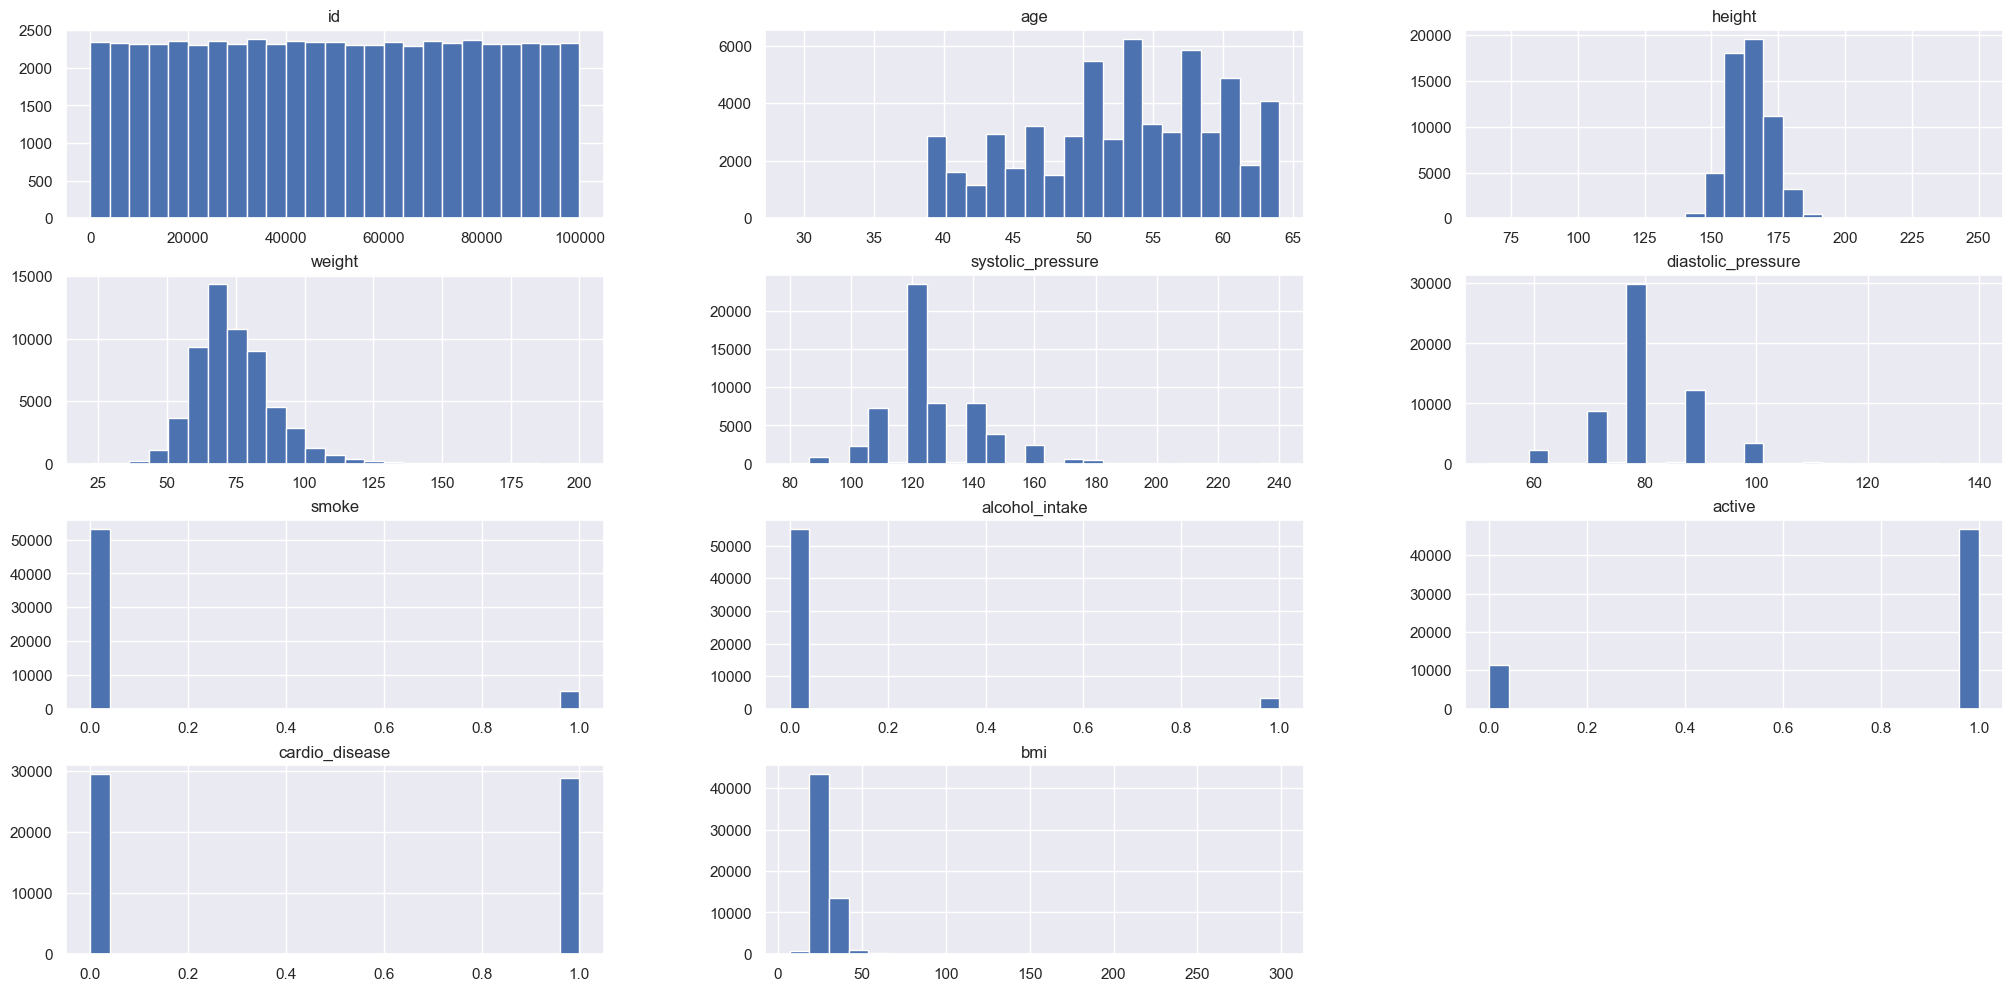 id
2500
2000
1500
1000
500
0
0 20000 40000 60000 80000 100000
age
6000
4000
2000
0
30 35 40 45 50 55 60 65
height
20000
15000
10000
5000
0
75 100 125 150 175 200 225 250
weight
15000
10000
5000
0
25 50 75 100 125 150 175 200
systolic_pressure
20000
15000
10000
5000
0
80 100 120 140 160 180 200 220 240
diastolic_pressure
30000
20000
10000
0
60 80 100 120 140
smoke
50000
40000
30000
20000
10000
0
0.0 0.2 0.4 0.6 0.8 1.0
alcohol_intake
50000
40000
30000
20000
10000
0
0.0 0.2 0.4 0.6 0.8 1.0
active
40000
30000
20000
10000
0
0.0 0.2 0.4 0.6 0.8 1.0
cardio_disease
30000
20000
10000
0
0.0 0.2 0.4 0.6 0.8 1.0
bmi
40000
30000
20000
10000
0
0 50 100 150 200 250 300